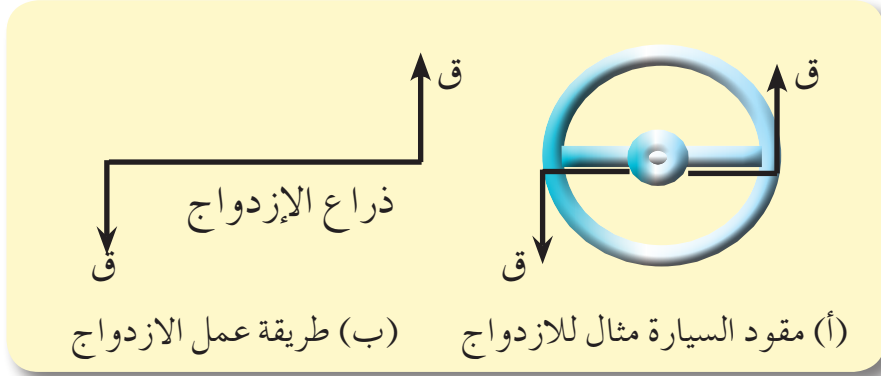 ق
ق
(أ) مقود السيارة مثال للازدواج
ق
ذراع الإزدواج
ق
(ب) طريقة عمل الازدواج